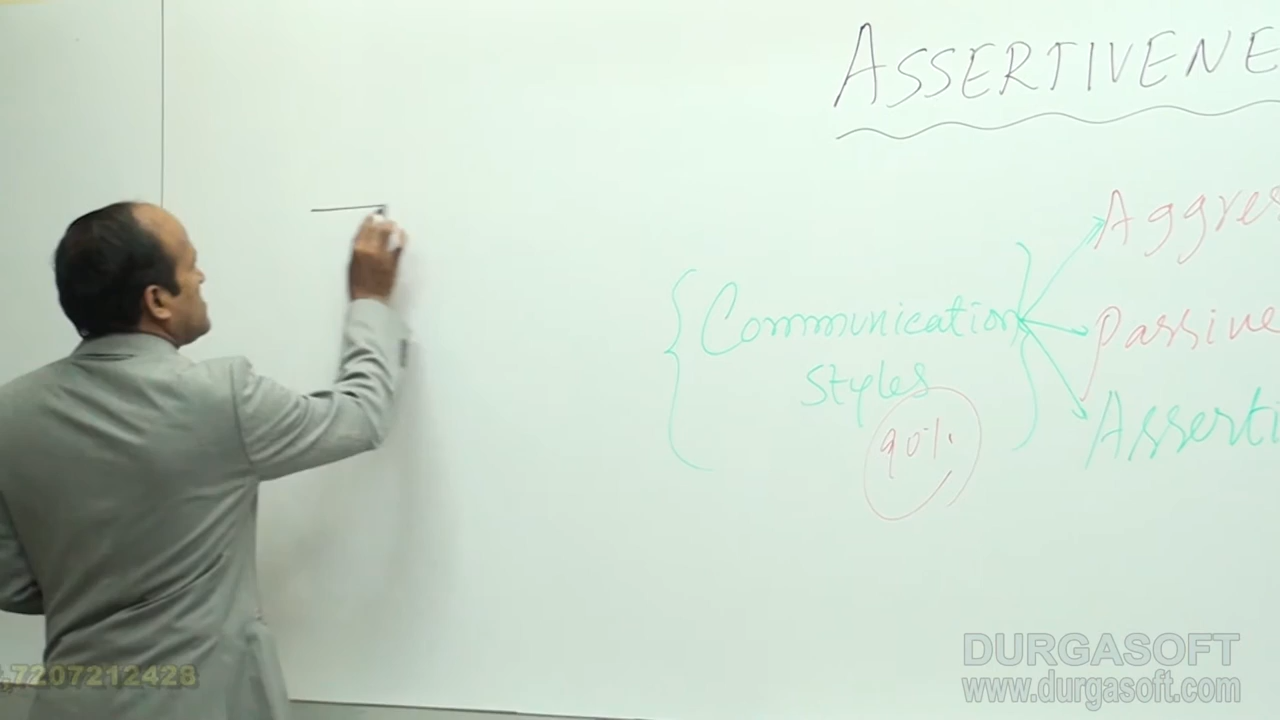 ASSERTIVENE
Aggres
{Communication
Passive
styles
Asserti
90%
DURGASOFT
www.durgasoft.com
,7207212428